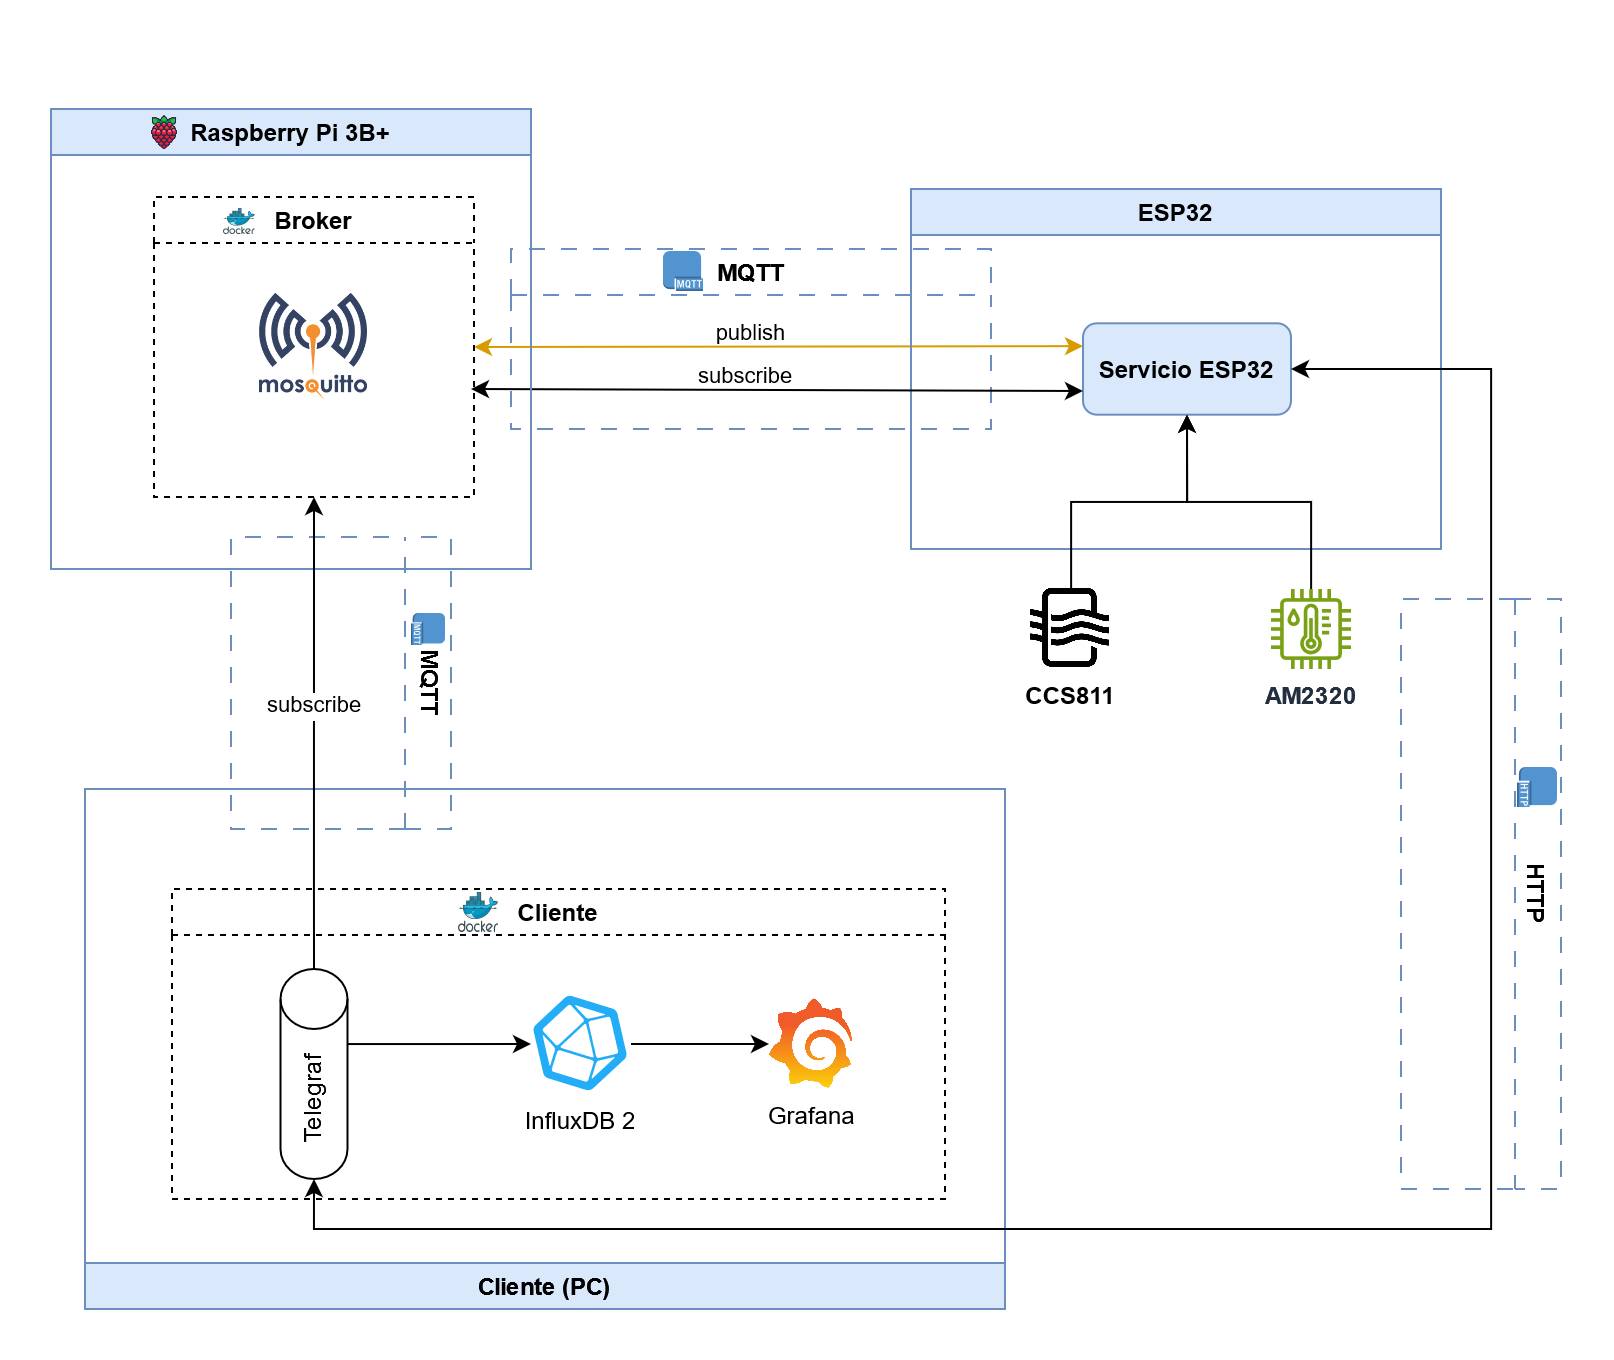 Raspberry Pi 3B+
docker
Broker
mosquitto
MQTT
MQTT
publish
subscribe
ESP32
Servicio ESP32
CCS811
AM2320
MQTT
MQTT
subscribe
HTTP
HTTP
docker
Cliente
Telegraf
InfluxDB 2
Grafana
Cliente (PC)